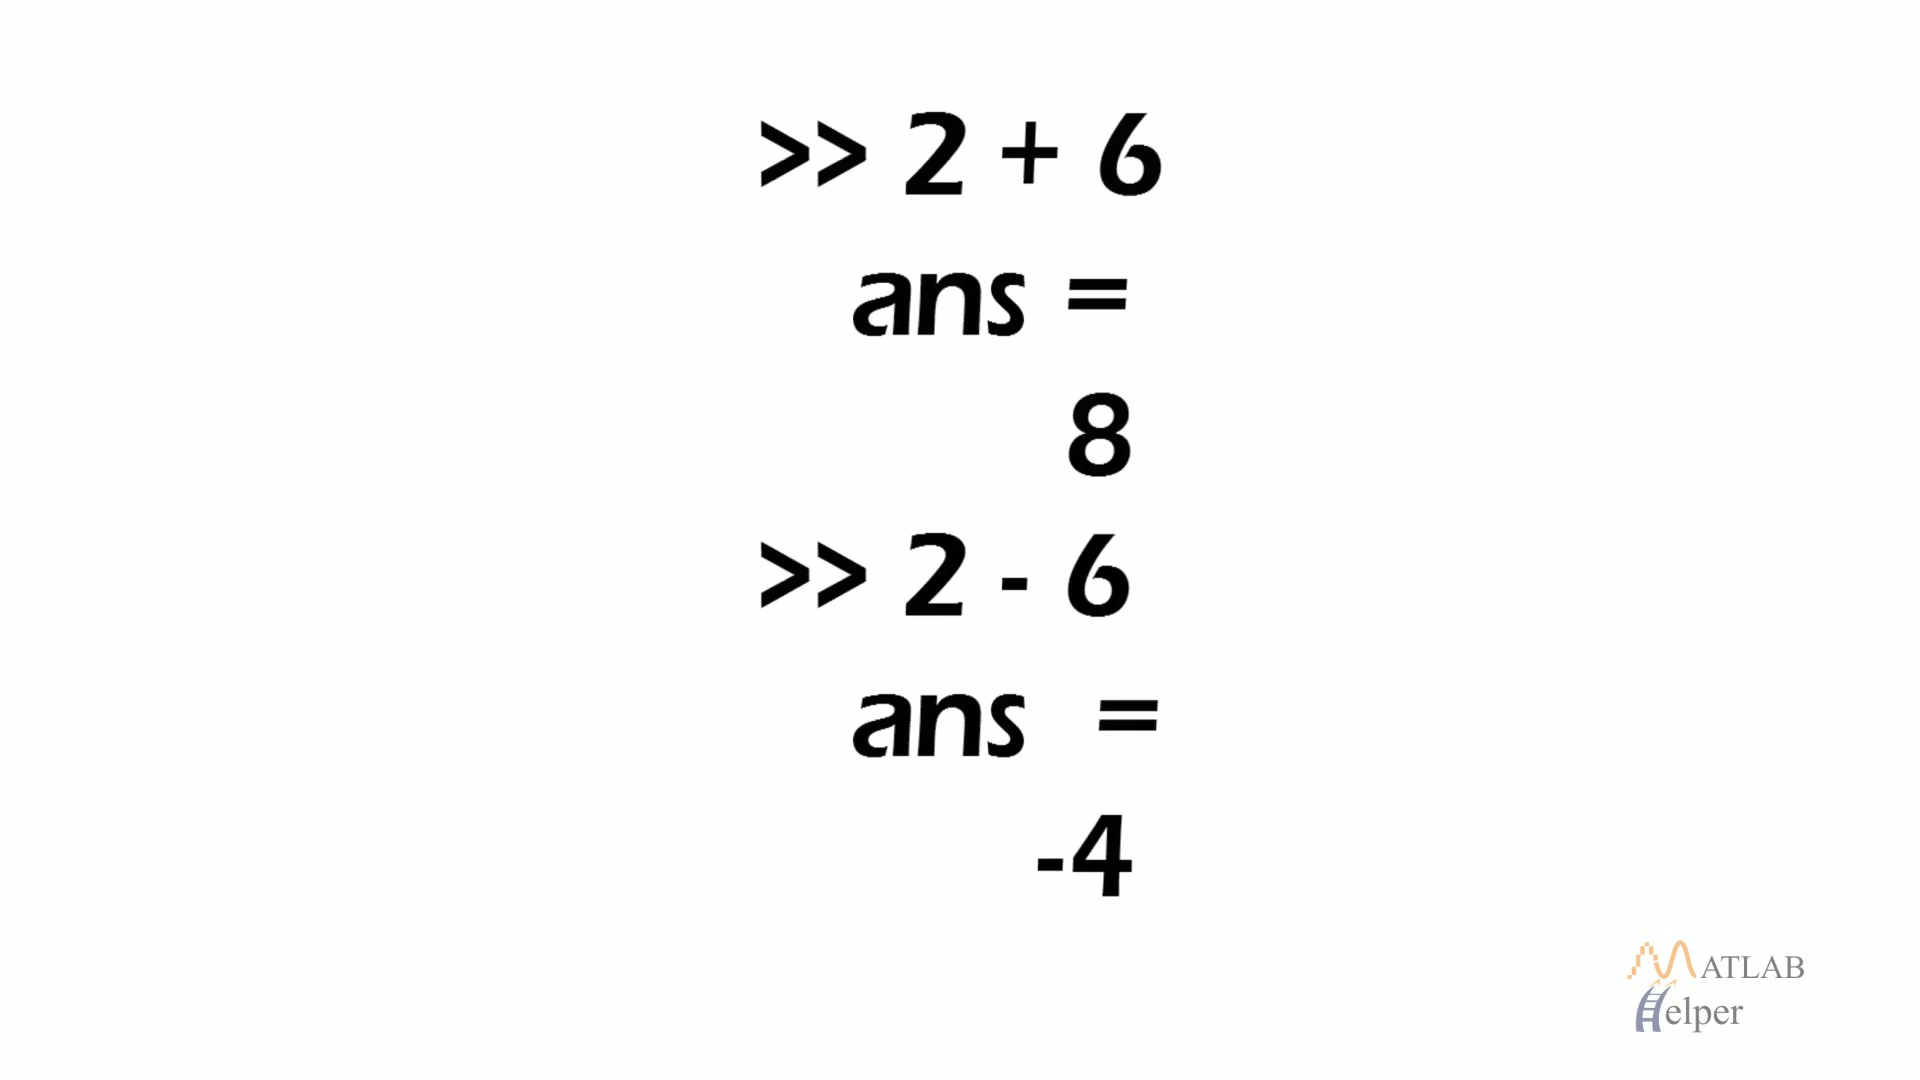 >> 2 + 6
ans =
8
>> 2 - 6
ans =
-4
MATLAB
Helper